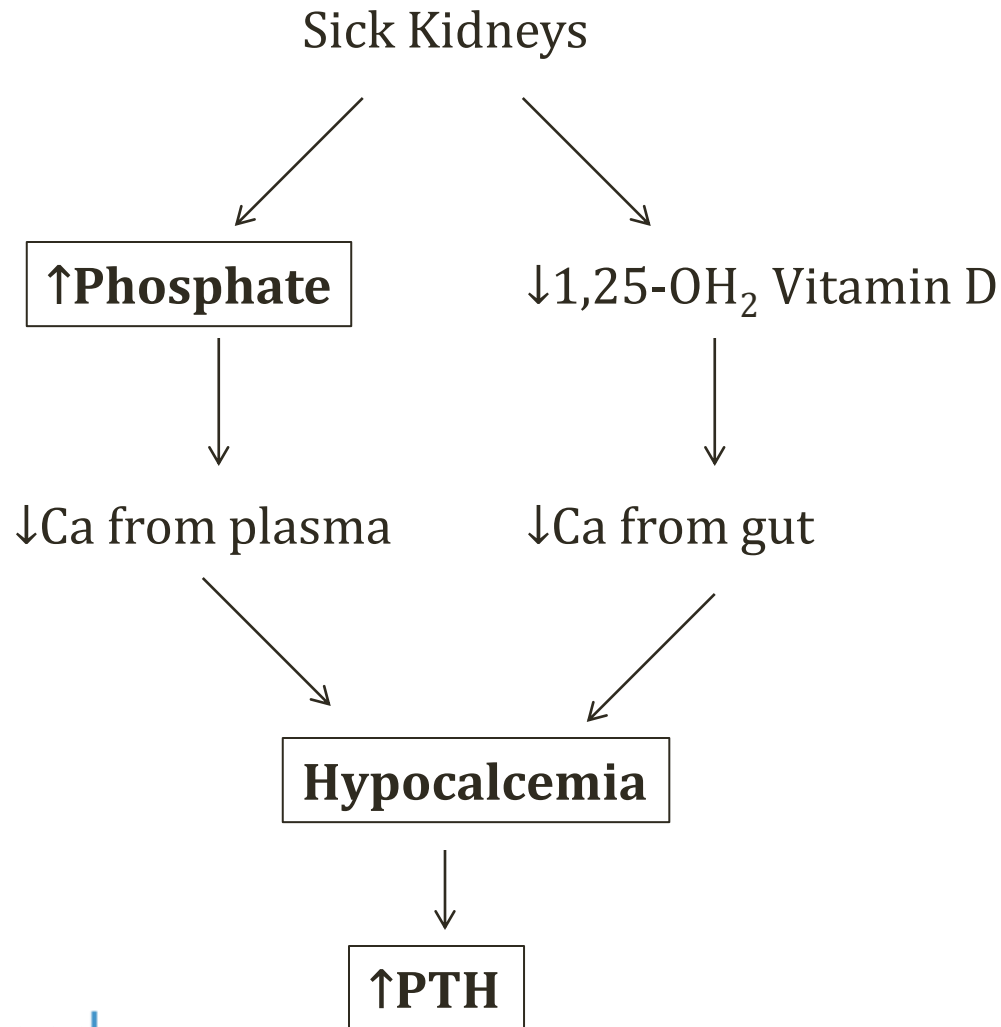 Sick Kidneys
↑Phosphate
↓1,25-OH₂ Vitamin D
↓Ca from plasma
↓Ca from gut
Hypocalcemia
↑PTH